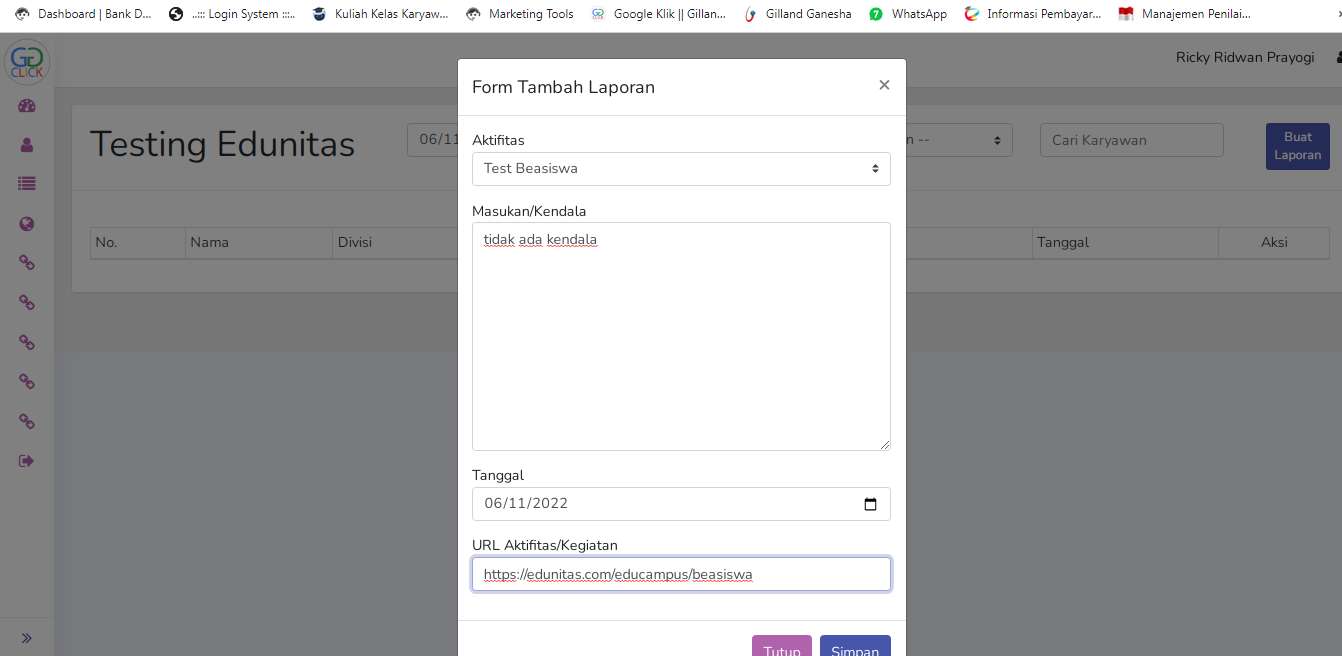 Dashboard | Bank D...
..::: Login System :::..
Kuliah Kelas Karyaw...
Marketing Tools
Google Klik || Gillan...
Gilland Ganesha
7
WhatsApp
Informasi Pembayar...
Manajemen Penilai...
GG CLICK
Ricky Ridwan Prayogi
Form Tambah Laporan
×
Testing Edunitas
06/11
n --
Cari Karyawan
Buat
Laporan
Aktifitas
Test Beasiswa
Masukan/Kendala
tidak ada kendala
No.
Nama
Divisi
Tanggal
Aksi
Tanggal
06/11/2022
URL Aktifitas/Kegiatan
https://edunitas.com/educampus/beasiswa
Tutup
Simpan